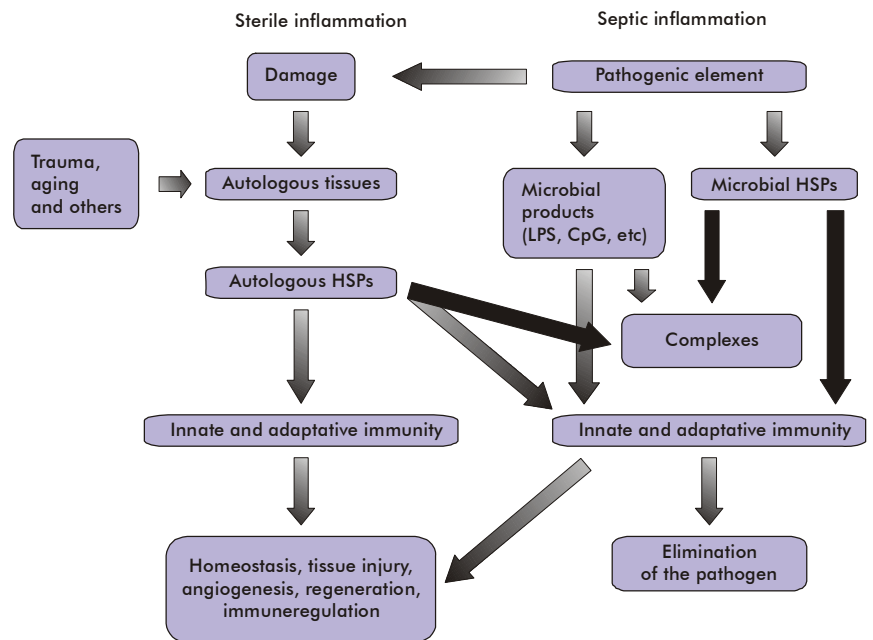 Sterile inflammation
Septic inflammation
Damage
Pathogenic element
Trauma,
aging
and others
Autologous tissues
Microbial
products
(LPS, CpG, etc)
Microbial HSPs
Autologous HSPs
Complexes
Innate and adaptative immunity
Innate and adaptative immunity
Homeostasis, tissue injury,
angiogenesis, regeneration,
immuneregulation
Elimination
of the pathogen